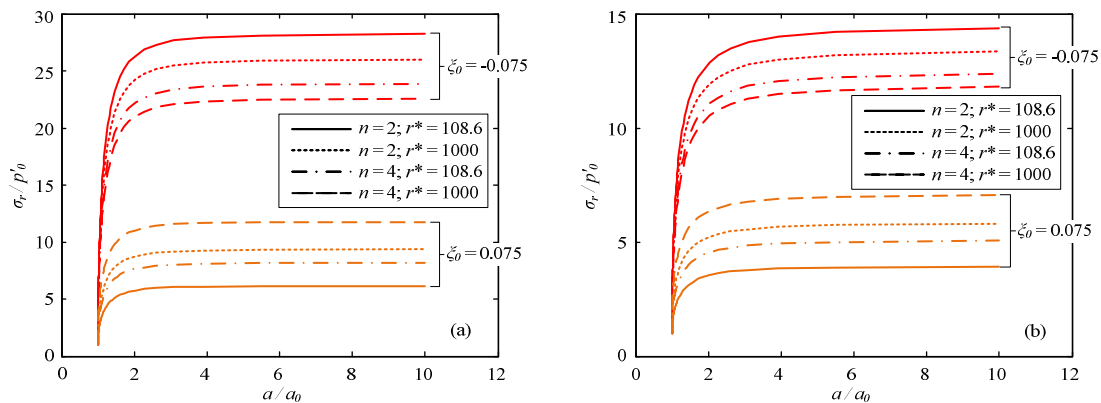 30
25
20
15
10
5
0
σr / p'0
0
2
4
6
8
10
12
a / a0
ξ0 = -0.075
n = 2; r* = 108.6
n = 2; r* = 1000
n = 4; r* = 108.6
n = 4; r* = 1000
ξ0 = 0.075
(a)
15
10
5
0
σr / p'0
0
2
4
6
8
10
12
a / a0
ξ0 = -0.075
n = 2; r* = 108.6
n = 2; r* = 1000
n = 4; r* = 108.6
n = 4; r* = 1000
ξ0 = 0.075
(b)